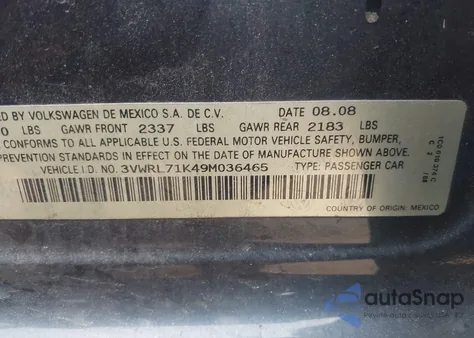 ED BY VOLKSWAGEN DE MEXICO S.A. DE C.V. DATE 08.08
0 LBS GAWR FRONT 2337 LBS GAWR REAR 2183 LBS
CONFORMS TO ALL APPLICABLE U.S. FEDERAL MOTOR VEHICLE SAFETY, BUMPER,
PREVENTION STANDARDS IN EFFECT ON THE DATE OF MANUFACTURE SHOWN ABOVE.
VEHICLE I.D. NO. 3VWRL71K49M036465 TYPE: PASSENGER CAR
COUNTRY OF ORIGIN: MEXICO
autoSnap